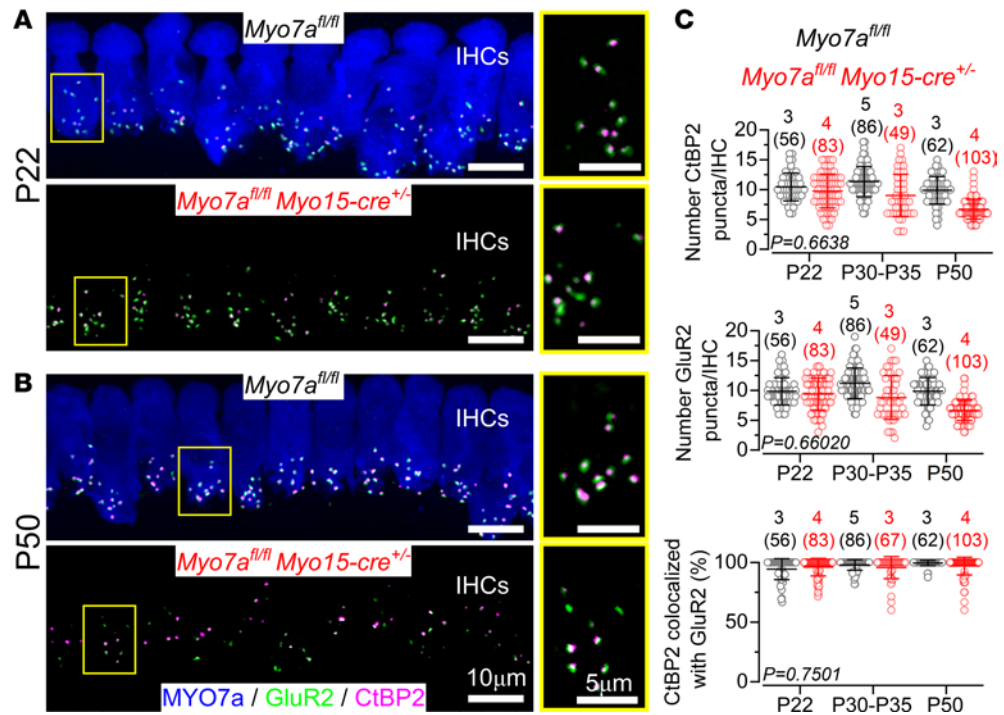 A
Myo7a^fl/fl
IHCs
P22
Myo7a^fl/fl Myo15-cre^+/-
IHCs
B
Myo7a^fl/fl
IHCs
P50
Myo7a^fl/fl Myo15-cre^+/-
IHCs
MYO7a / GluR2 / CtBP2
10µm
5µm
C
Myo7a^fl/fl
Myo7a^fl/fl Myo15-cre^+/-
3 4 5 3 3 4
(56) (83) (86) (49) (62) (103)
Number CtBP2
puncta/IHC
20
15
10
5
0
P=0.6638
P22 P30-P35 P50
3 4 5 3 3 4
(56) (83) (86) (49) (62) (103)
Number GluR2
puncta/IHC
20
15
10
5
0
P=0.66020
P22 P30-P35 P50
3 4 5 3 3 4
(56) (83) (86) (67) (62) (103)
CtBP2 colocalized
with GluR2 (%)
100
50
0
P=0.7501
P22 P30-P35 P50